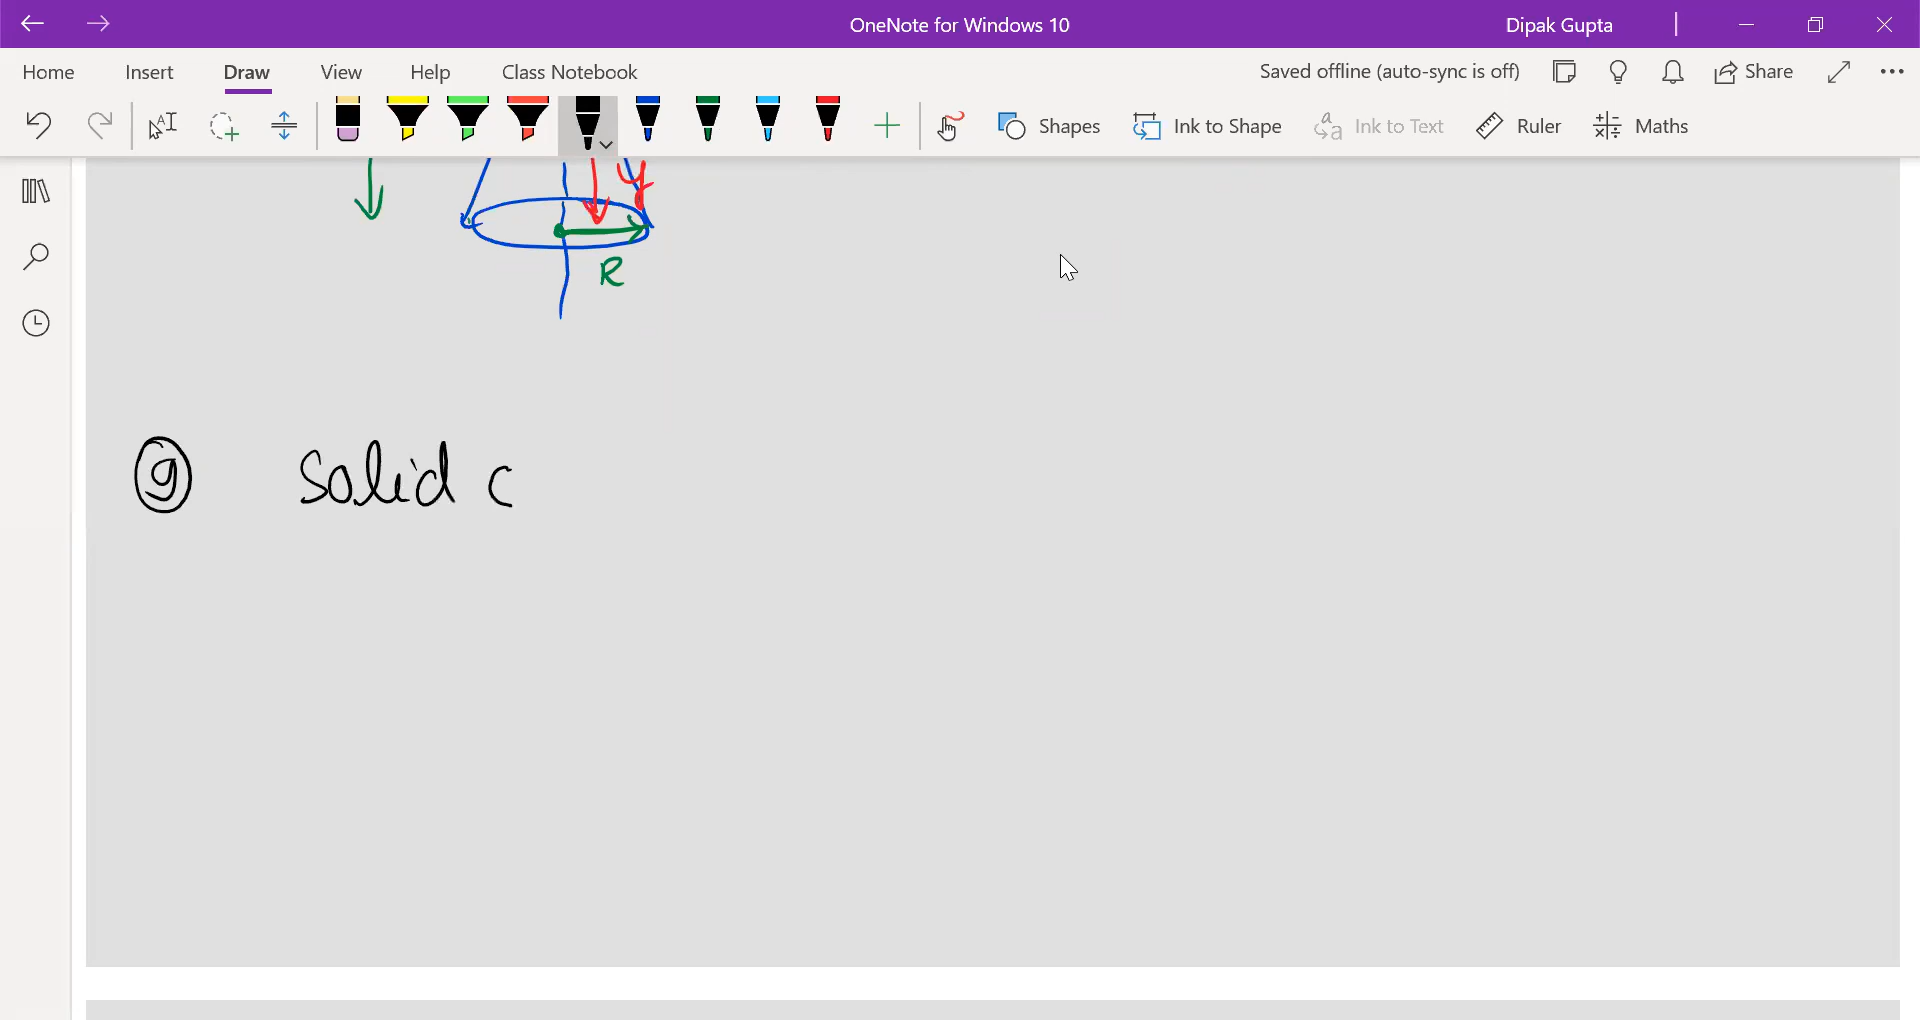 OneNote for Windows 10
Dipak Gupta
Home Insert Draw View Help Class Notebook
Saved offline (auto-sync is off) Share
Shapes Ink to Shape Ink to Text Ruler Maths
y
R
g solid c